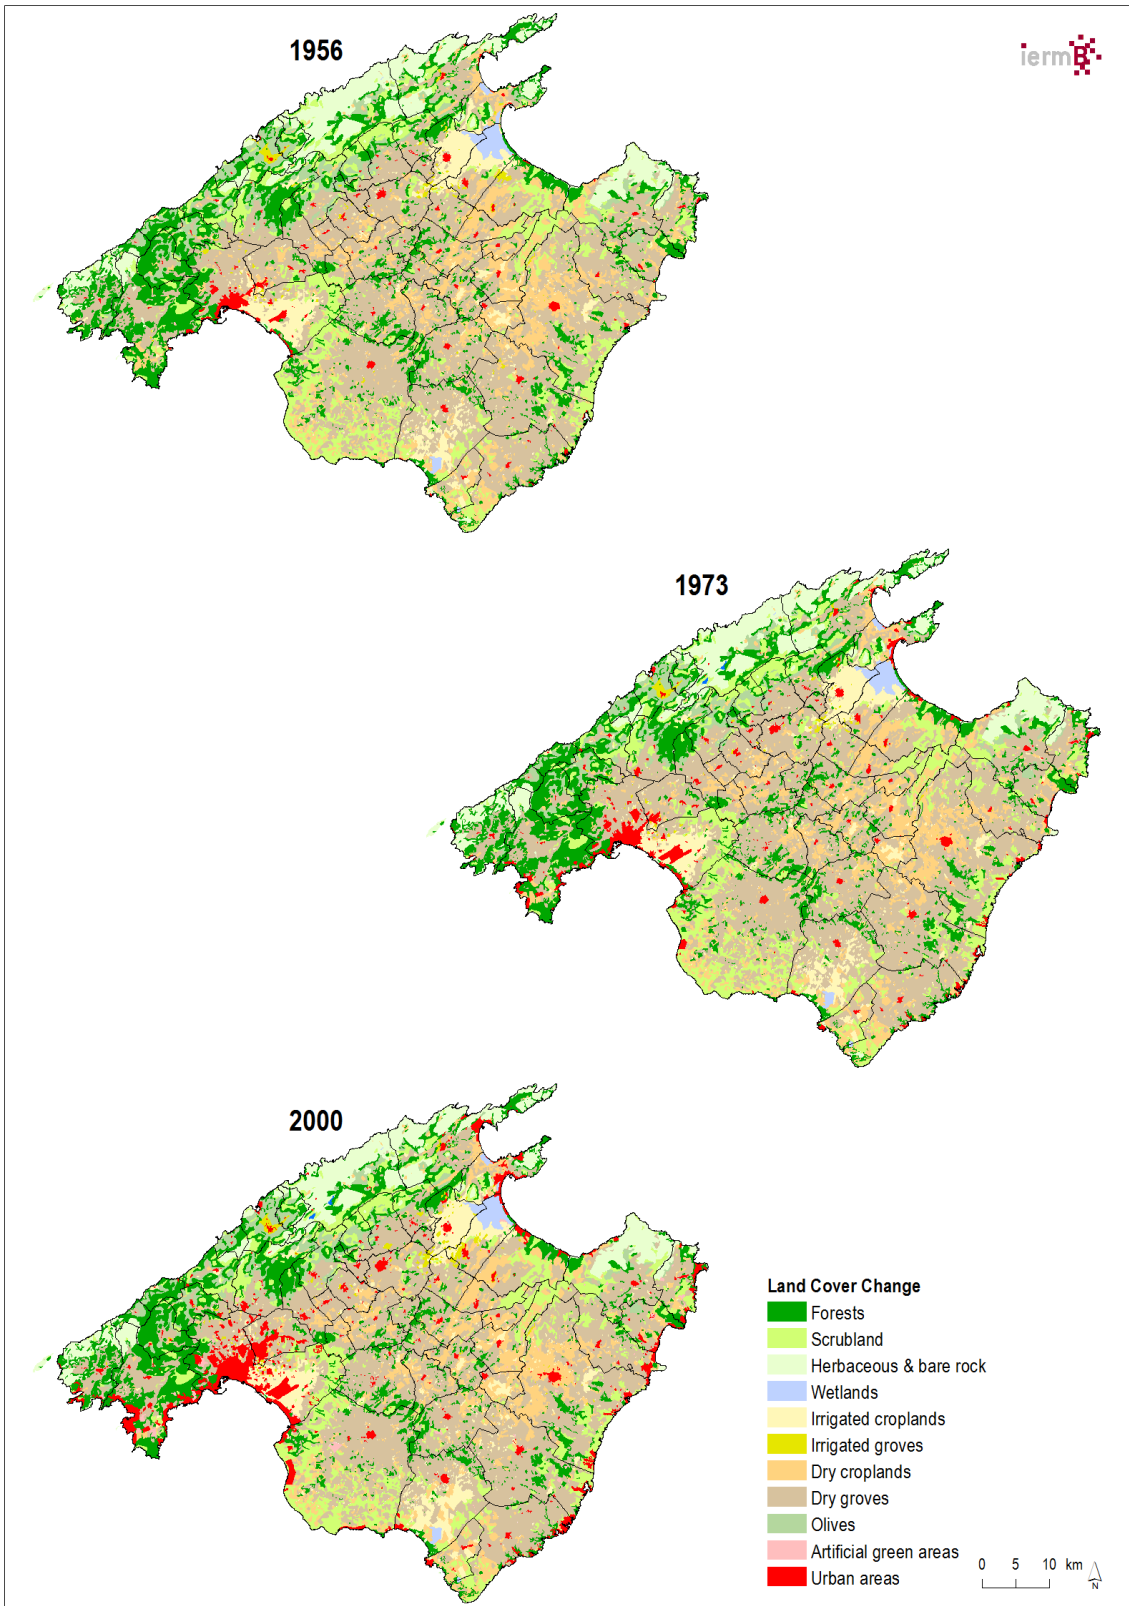 1956
iermB
1973
2000
Land Cover Change
Forests
Scrubland
Herbaceous & bare rock
Wetlands
Irrigated croplands
Irrigated groves
Dry croplands
Dry groves
Olives
Artificial green areas
Urban areas
0 5 10 km
N